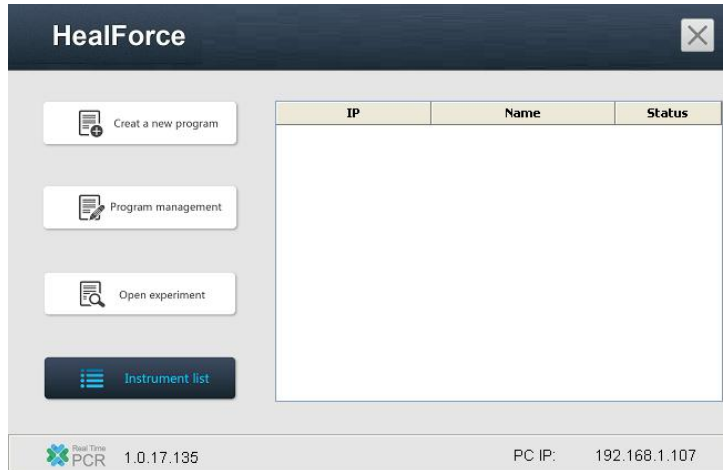 HealForce
Creat a new program
Program management
Open experiment
Instrument list
IP Name Status
Real Time
PCR 1.0.17.135 PC IP: 192.168.1.107